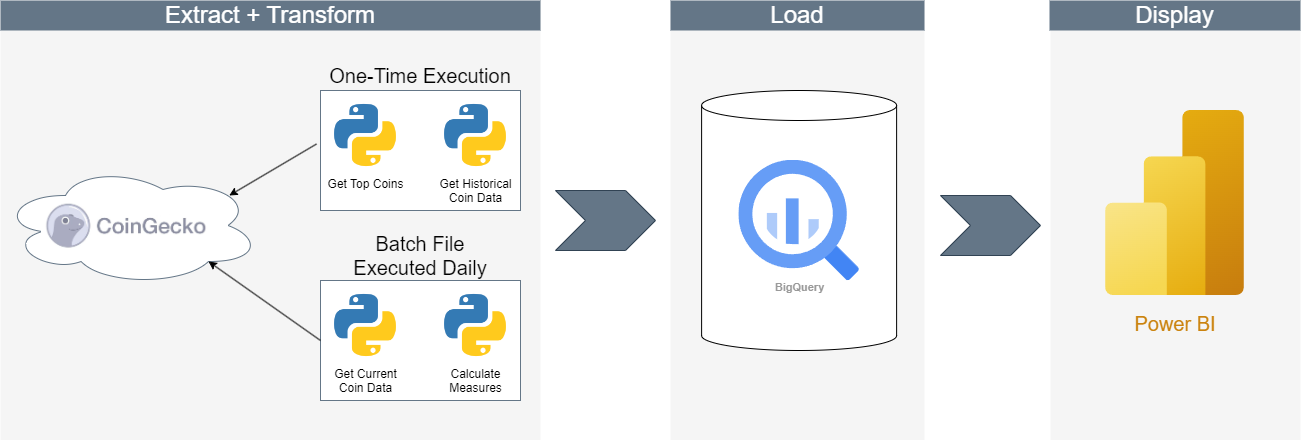 Extract + Transform
Load
Display
One-Time Execution
Get Top Coins
Get Historical
Coin Data
CoinGecko
Batch File
Executed Daily
Get Current
Coin Data
Calculate
Measures
BigQuery
Power BI